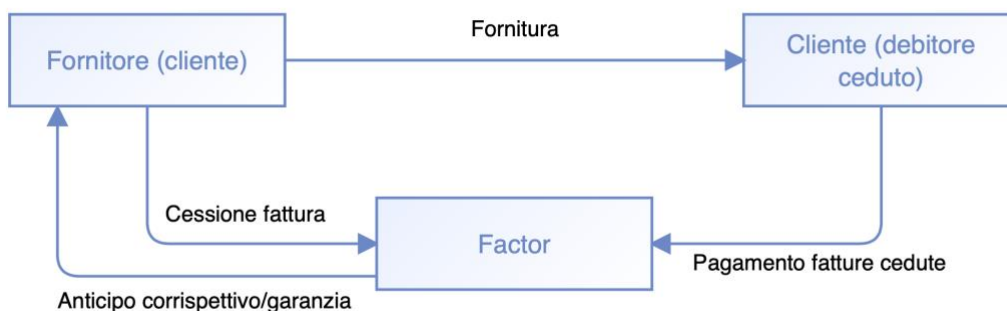 Fornitura
Fornitore (cliente)
Cliente (debitore
ceduto)
Cessione fattura
Factor
Pagamento fatture cedute
Anticipo corrispettivo/garanzia